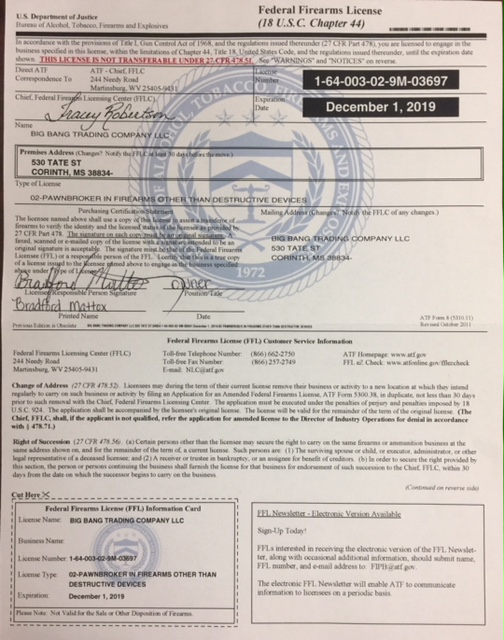 U.S. Department of Justice
Bureau of Alcohol, Tobacco, Firearms and Explosives
Federal Firearms License
(18 U.S.C. Chapter 44)
In accordance with the provisions of Title I, Gun Control Act of 1968, and the regulations issued thereunder (27 CFR Part 478), you are licensed to engage in the
business specified in this license, within the limitations of Chapter 44, Title 18, United States Code, and the regulations issued thereunder, until the expiration date
shown. THIS LICENSE IS NOT TRANSFERABLE UNDER 27 CFR 478.51. See "WARNINGS" and "NOTICES" on reverse.
Direct ATF
Correspondence To
ATF - Chief, FFLC
244 Needy Road
Martinsburg, WV 25405-9431
License
Number
1-64-003-02-9M-03697
Chief, Federal Firearms Licensing Center (FFLC)
Tracey Robertson
Expiration
Date
December 1, 2019
Name
BIG BANG TRADING COMPANY LLC
Premises Address (Changes? Notify the FFLC at least 30 days before the move.)
530 TATE ST
CORINTH, MS 38834-
Type of License
02-PAWNBROKER IN FIREARMS OTHER THAN DESTRUCTIVE DEVICES
Purchasing Certification Statement
The licensee named above shall use a copy of this license to assist a transferor of
firearms to verify the identity and the licensed status of the licensee as provided by
27 CFR Part 478. The signature on each copy must be an original signature. A
faxed, scanned or e-mailed copy of the license with a signature intended to be an
original signature is acceptable. The signature must be that of the Federal Firearms
Licensee (FFL) or a responsible person of the FFL. I certify that this is a true copy
of a license issued to the licensee named above to engage in the business specified
above under "Type of License."
Mailing Address (Changes? Notify the FFLC of any changes.)
BIG BANG TRADING COMPANY LLC
530 TATE ST
CORINTH, MS 38834-
1972
Bradford Mattox
Owner
Licensee/Responsible Person Signature
Position/Title
Bradford Mattox
Printed Name
Date
Previous Edition is Obsolete
ATF Form 8 (5310.11)
Revised October 2011
Federal Firearms License (FFL) Customer Service Information
Federal Firearms Licensing Center (FFLC)
244 Needy Road
Martinsburg, WV 25405-9431
Toll-free Telephone Number (866) 662-2750
Toll-free Fax Number (866) 257-2749
E-mail: NLC@atf.gov
ATF Homepage: www.atf.gov
FFL eZ Check: www.atfonline.gov/fflezcheck
Change of Address (27 CFR 478.52). Licensees may during the term of their current license remove their business or activity to a new location at which they intend
regularly to carry on such business or activity by filing an Application for an Amended Federal Firearms License, ATF Form 5300.38, in duplicate, not less than 30 days
prior to such removal with the Chief, Federal Firearms Licensing Center. The application must be executed under the penalties of perjury and penalties imposed by 18
U.S.C. 924. The application shall be accompanied by the licensee's original license. The license will be valid for the remainder of the term of the original license. (The
Chief, FFLC, shall, if the applicant is not qualified, refer the application for amended license to the Director of Industry Operations for denial in accordance
with § 478.71.)
Right of Succession (27 CFR 478.56). (a) Certain persons other than the licensee may secure the right to carry on the same firearms or ammunition business at the
same address shown on, and for the remainder of the term of a current license. Such persons are: (1) The surviving spouse or child, or executor, administrator, or other
legal representative of a deceased licensee; and (2) A receiver or trustee in bankruptcy, or an assignee for benefit of creditors. (b) In order to secure the right provided by
this section, the person or persons continuing the business shall furnish the license for that business for endorsement of such succession to the Chief, FFLC, within 30
days from the date on which the successor begins to carry on the business.
(Continued on reverse side)
Cut Here
Federal Firearms License (FFL) Information Card
License Name: BIG BANG TRADING COMPANY LLC
Business Name:
License Number: 1-64-003-02-9M-03697
License Type: 02-PAWNBROKER IN FIREARMS OTHER THAN
DESTRUCTIVE DEVICES
Expiration: December 1, 2019
Please Note: Not Valid for the Sale or Other Disposition of Firearms.
FFL Newsletter - Electronic Version Available
Sign-Up Today!
FFLs interested in receiving the electronic version of the FFL Newslet-
ter, along with occasional additional information, should submit name,
FFL number, and e-mail address to: FIPB@atf.gov.
The electronic FFL Newsletter will enable ATF to communicate
information to licensees on a periodic basis.